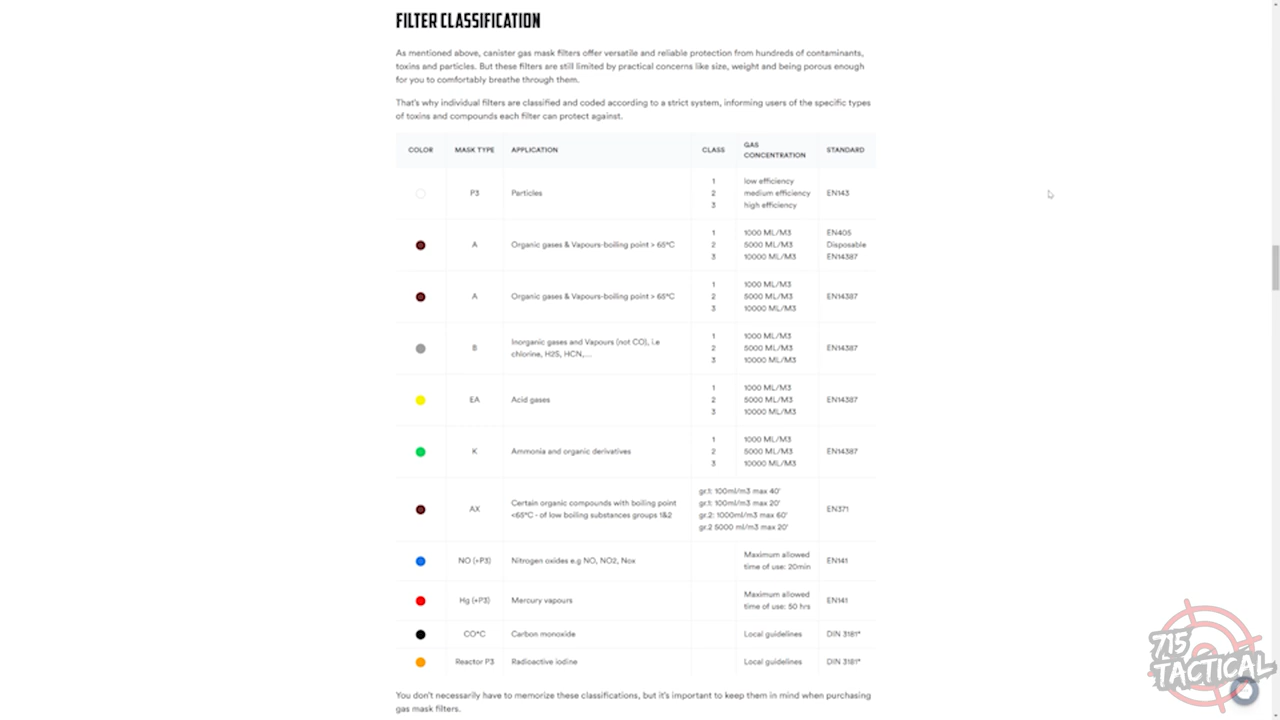 FILTER CLASSIFICATION
As mentioned above, canister gas mask filters offer versatile and reliable protection from hundreds of contaminants,
toxins and particles. But these filters are still limited by practical concerns like size, weight and being porous enough
for you to comfortably breathe through them.
That's why individual filters are classified and coded according to a strict system, informing users of the specific types
of toxins and compounds each filter can protect against.
COLOR MASK TYPE APPLICATION CLASS GAS CONCENTRATION STANDARD
P3 Particles 1 low efficiency
2 medium efficiency EN143
3 high efficiency
A Organic gases & Vapours-boiling point > 65°C 1 1000 ML/M3 EN405
2 5000 ML/M3 Disposable
3 10000 ML/M3 EN14387
A Organic gases & Vapours-boiling point > 65°C 1 1000 ML/M3
2 5000 ML/M3 EN14387
3 10000 ML/M3
B Inorganic gases and Vapours (not CO), i.e 1 1000 ML/M3
chlorine, H2S, HCN,... 2 5000 ML/M3 EN14387
3 10000 ML/M3
EA Acid gases 1 1000 ML/M3
2 5000 ML/M3 EN14387
3 10000 ML/M3
K Ammonia and organic derivatives 1 1000 ML/M3
2 5000 ML/M3 EN14387
3 10000 ML/M3
AX Certain organic compounds with boiling point
<65°C - of low boiling substances groups 1&2
gr.1: 100ml/m3 max 40'
gr.1: 100ml/m3 max 20'
gr.2: 1000ml/m3 max 60'
gr.2 5000 ml/m3 max 20'
EN371
NO (+P3) Nitrogen oxides e.g NO, NO2, Nox Maximum allowed
time of use: 20min EN141
Hg (+P3) Mercury vapours Maximum allowed
time of use: 50 hrs EN141
CO*C Carbon monoxide Local guidelines DIN 3181*
Reactor P3 Radioactive iodine Local guidelines DIN 3181*
You don't necessarily have to memorize these classifications, but it's important to keep them in mind when purchasing
gas mask filters.
715
TACTICAL